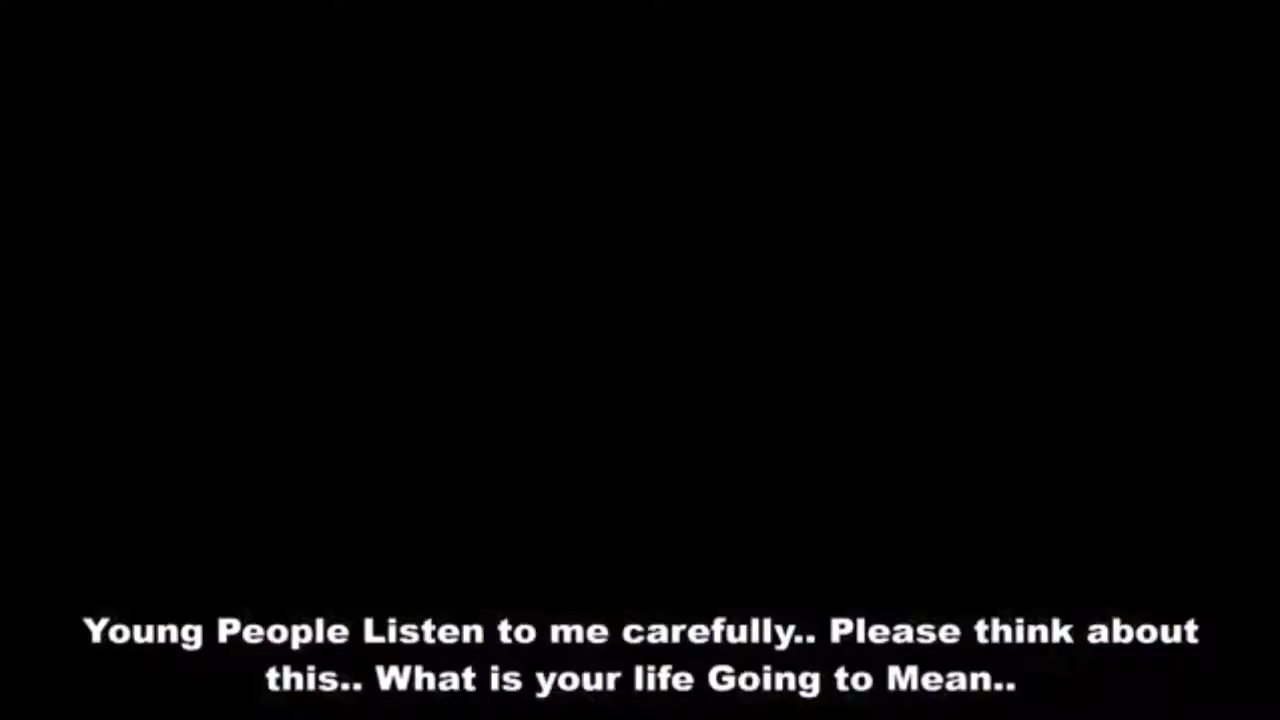 Young People Listen to me carefully.. Please think about
this.. What is your life Going to Mean..